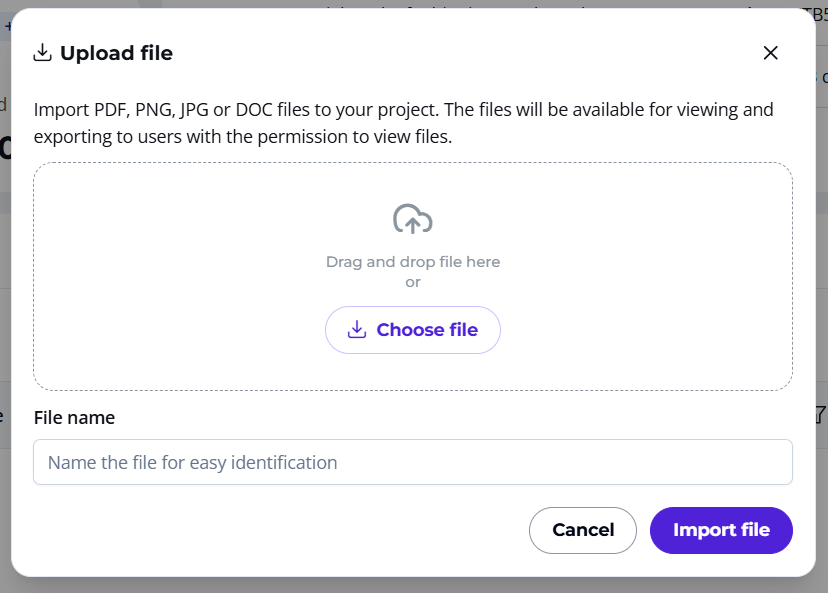 Upload file
Import PDF, PNG, JPG or DOC files to your project. The files will be available for viewing and
exporting to users with the permission to view files.
Drag and drop file here
or
Choose file
File name
Name the file for easy identification
Cancel
Import file